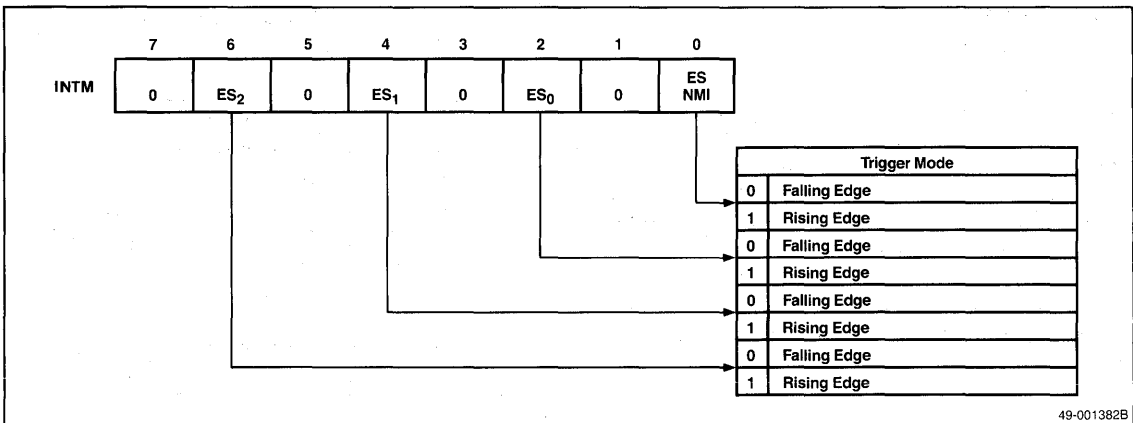 7 6 5 4 3 2 1 0
INTM 0 ES2 0 ES1 0 ES0 0 ES NMI
Trigger Mode
0 Falling Edge
1 Rising Edge
0 Falling Edge
1 Rising Edge
0 Falling Edge
1 Rising Edge
0 Falling Edge
1 Rising Edge
49-001382B